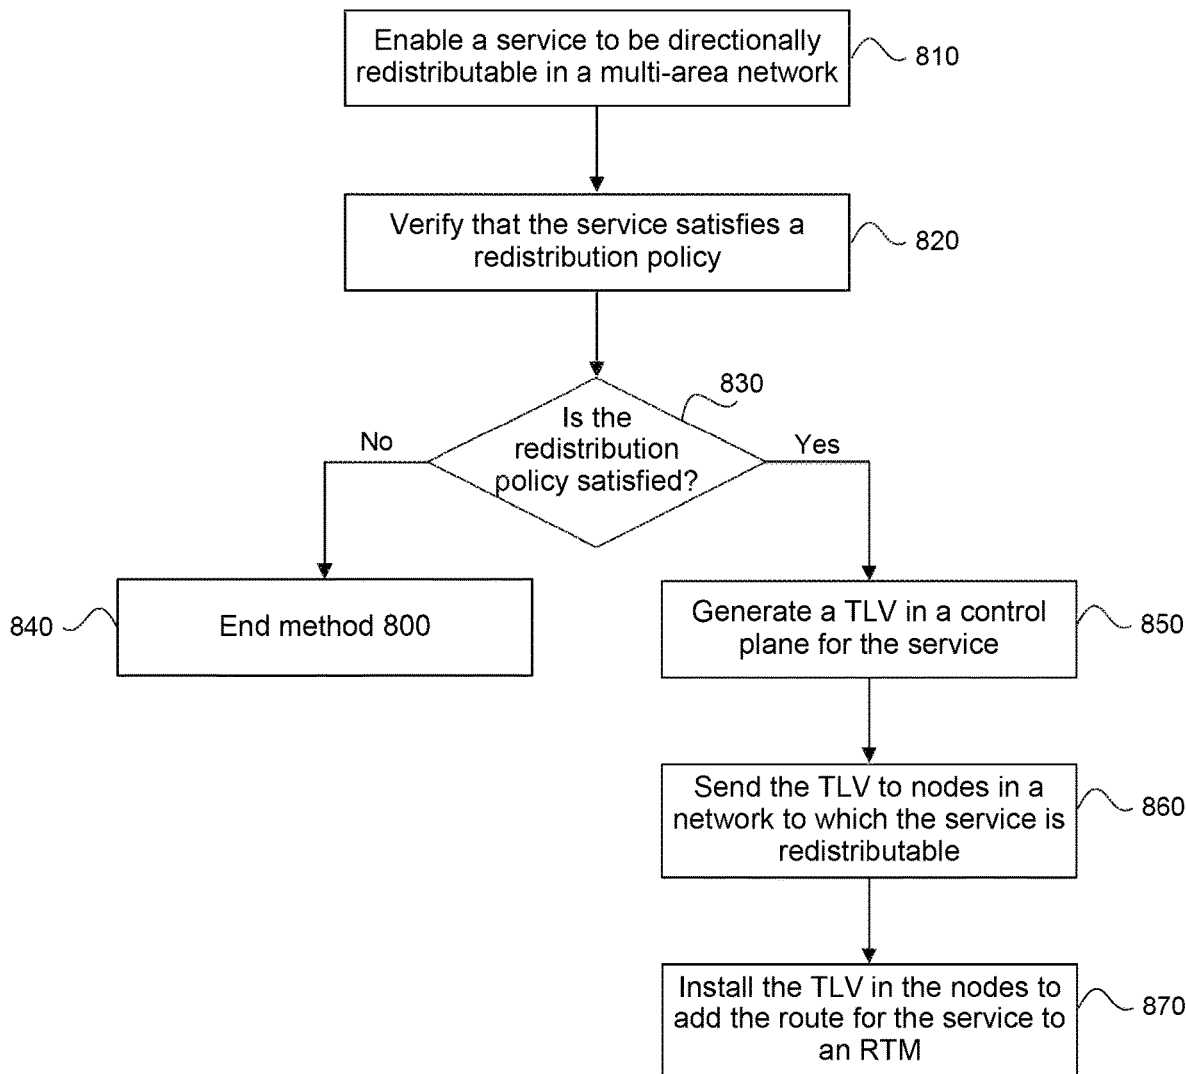 Enable a service to be directionally
redistributable in a multi-area network
810
Verify that the service satisfies a
redistribution policy
820
830
Is the
redistribution
policy satisfied?
No
Yes
840
End method 800
Generate a TLV in a control
plane for the service
850
Send the TLV to nodes in a
network to which the service is
redistributable
860
Install the TLV in the nodes to
add the route for the service to
an RTM
870